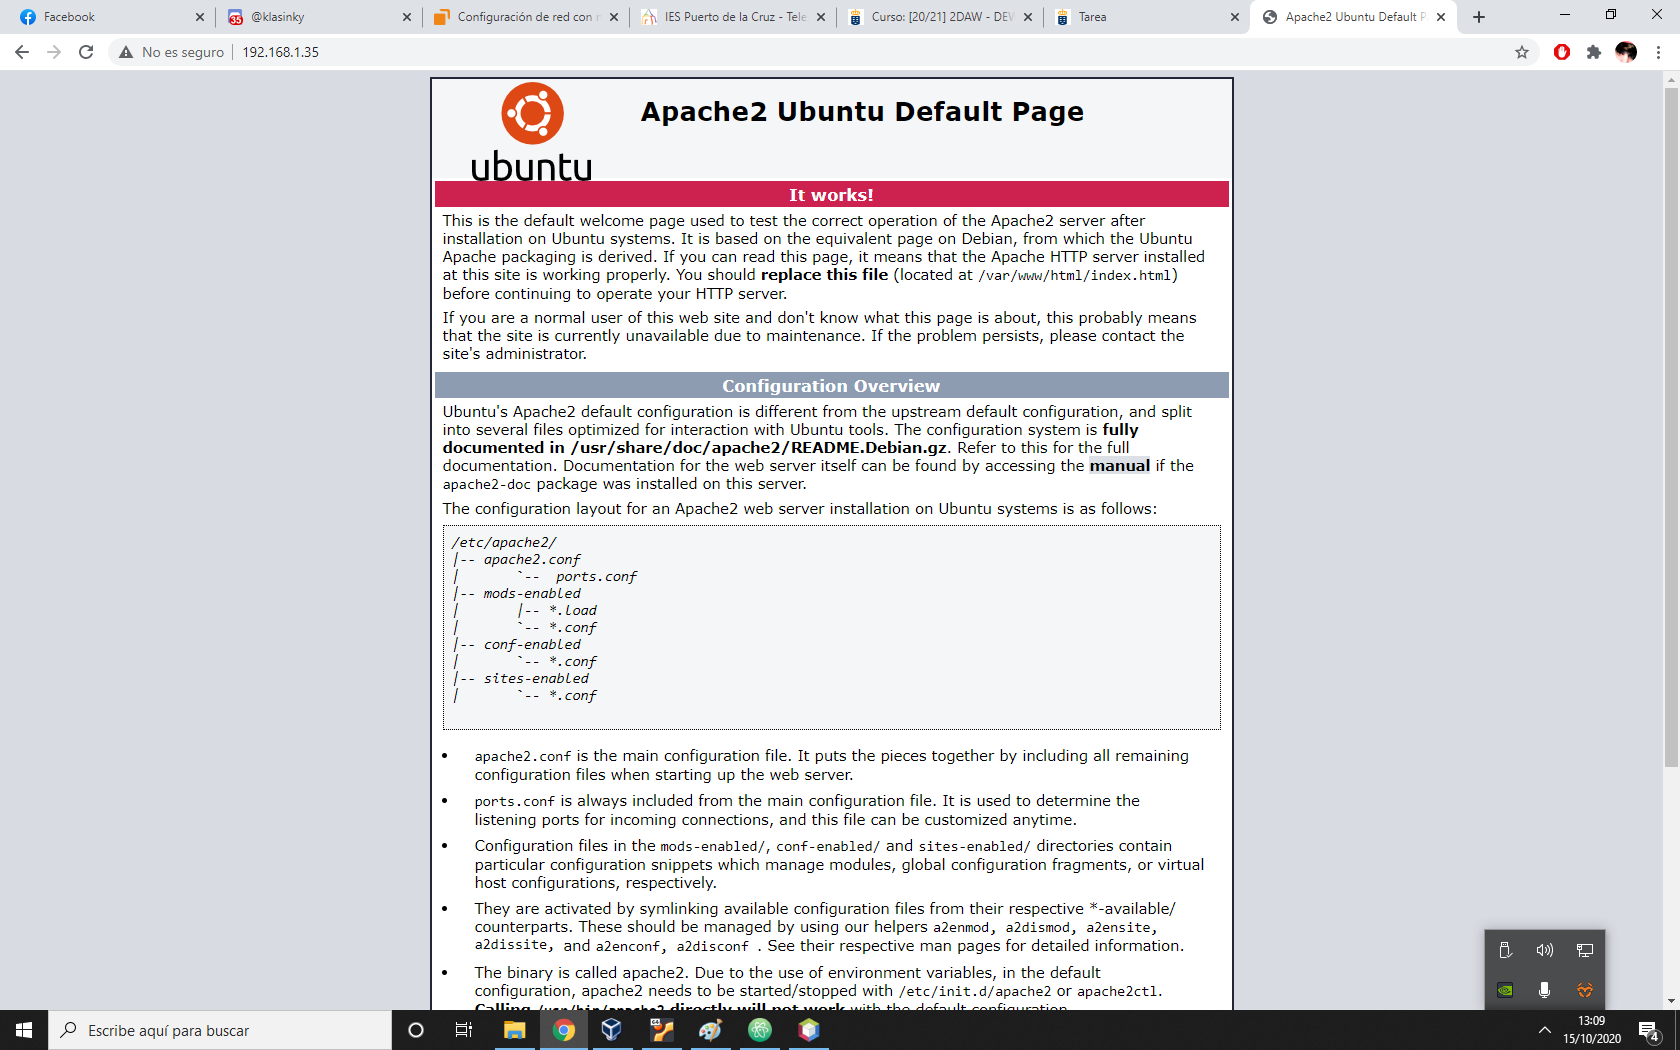 Facebook
@klasinky
Configuración de red con
IES Puerto de la Cruz - Tele
Curso: [20/21] 2DAW - DEW
Tarea
Apache2 Ubuntu Default P
No es seguro
192.168.1.35
ubuntu
Apache2 Ubuntu Default Page
It works!
This is the default welcome page used to test the correct operation of the Apache2 server after
installation on Ubuntu systems. It is based on the equivalent page on Debian, from which the Ubuntu
Apache packaging is derived. If you can read this page, it means that the Apache HTTP server installed
at this site is working properly. You should replace this file (located at /var/www/html/index.html)
before continuing to operate your HTTP server.
If you are a normal user of this web site and don't know what this page is about, this probably means
that the site is currently unavailable due to maintenance. If the problem persists, please contact the
site's administrator.
Configuration Overview
Ubuntu's Apache2 default configuration is different from the upstream default configuration, and split
into several files optimized for interaction with Ubuntu tools. The configuration system is fully
documented in /usr/share/doc/apache2/README.Debian.gz. Refer to this for the full
documentation. Documentation for the web server itself can be found by accessing the manual if the
apache2-doc package was installed on this server.
The configuration layout for an Apache2 web server installation on Ubuntu systems is as follows:
/etc/apache2/
|-- apache2.conf
|       `--  ports.conf
|-- mods-enabled
|       |-- *.load
|       `-- *.conf
|-- conf-enabled
|       `-- *.conf
|-- sites-enabled
|       `-- *.conf
• apache2.conf is the main configuration file. It puts the pieces together by including all remaining
configuration files when starting up the web server.
• ports.conf is always included from the main configuration file. It is used to determine the
listening ports for incoming connections, and this file can be customized anytime.
• Configuration files in the mods-enabled/, conf-enabled/ and sites-enabled/ directories contain
particular configuration snippets which manage modules, global configuration fragments, or virtual
host configurations, respectively.
• They are activated by symlinking available configuration files from their respective *-available/
counterparts. These should be managed by using our helpers a2enmod, a2dismod, a2ensite,
a2dissite, and a2enconf, a2disconf . See their respective man pages for detailed information.
• The binary is called apache2. Due to the use of environment variables, in the default
configuration, apache2 needs to be started/stopped with /etc/init.d/apache2 or apache2ctl.
Calling /usr/bin/apache2 directly will not work with the default configuration.
Escribe aquí para buscar
13:09
15/10/2020
4